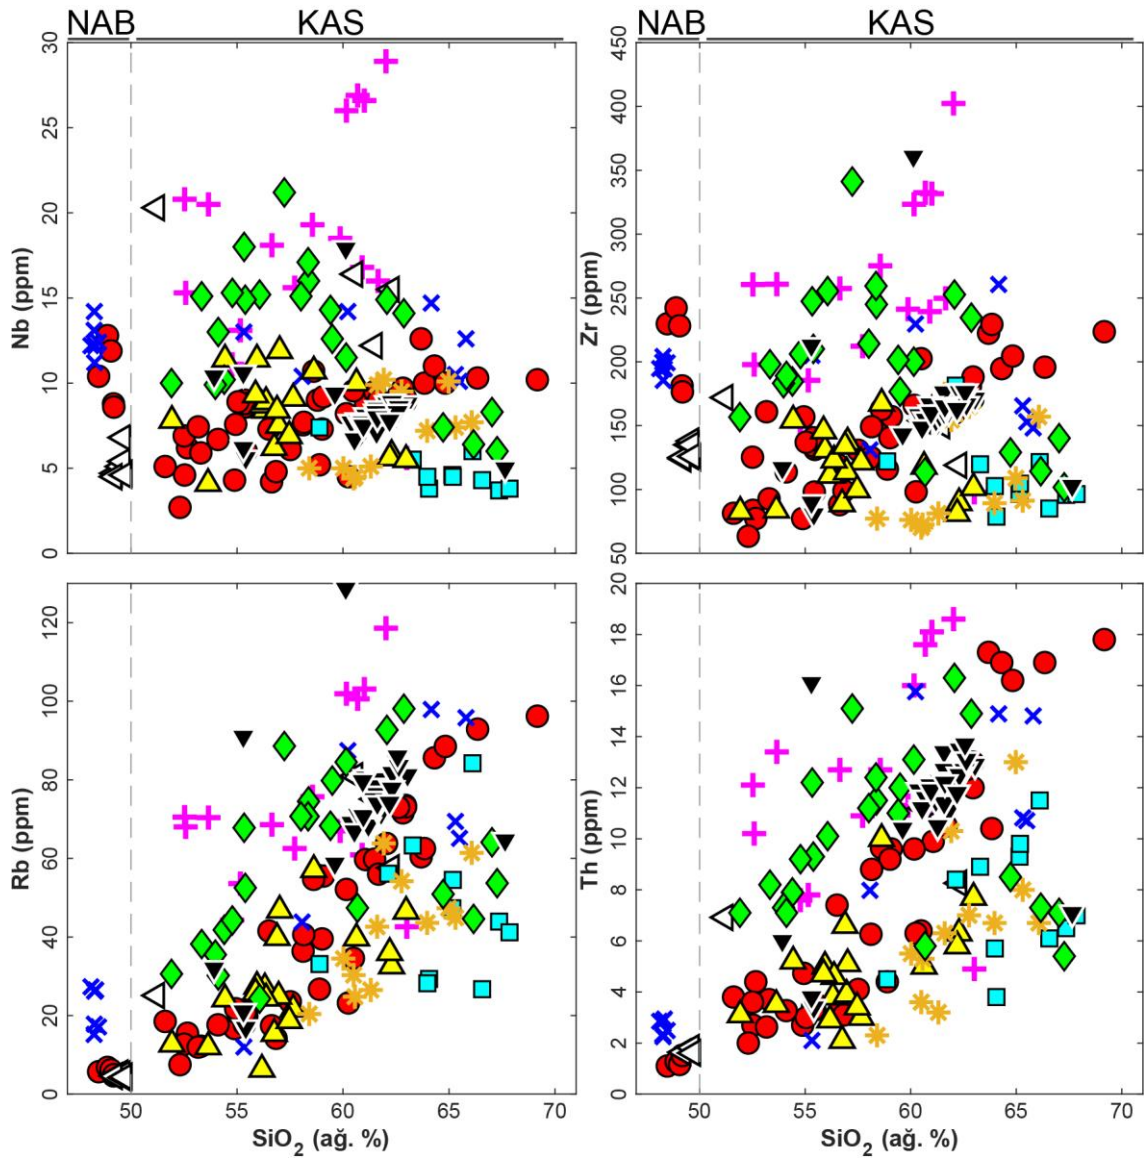 NAB KAS NAB KAS
30 25 20 15 10 5 0
Nb (ppm)
450 400 350 300 250 200 150 100 50
Zr (ppm)
120 100 80 60 40 20 0
Rb (ppm)
20 18 16 14 12 10 8 6 4 2 0
Th (ppm)
50 55 60 65 70
SiO₂ (ağ. %)
50 55 60 65 70
SiO₂ (ağ. %)